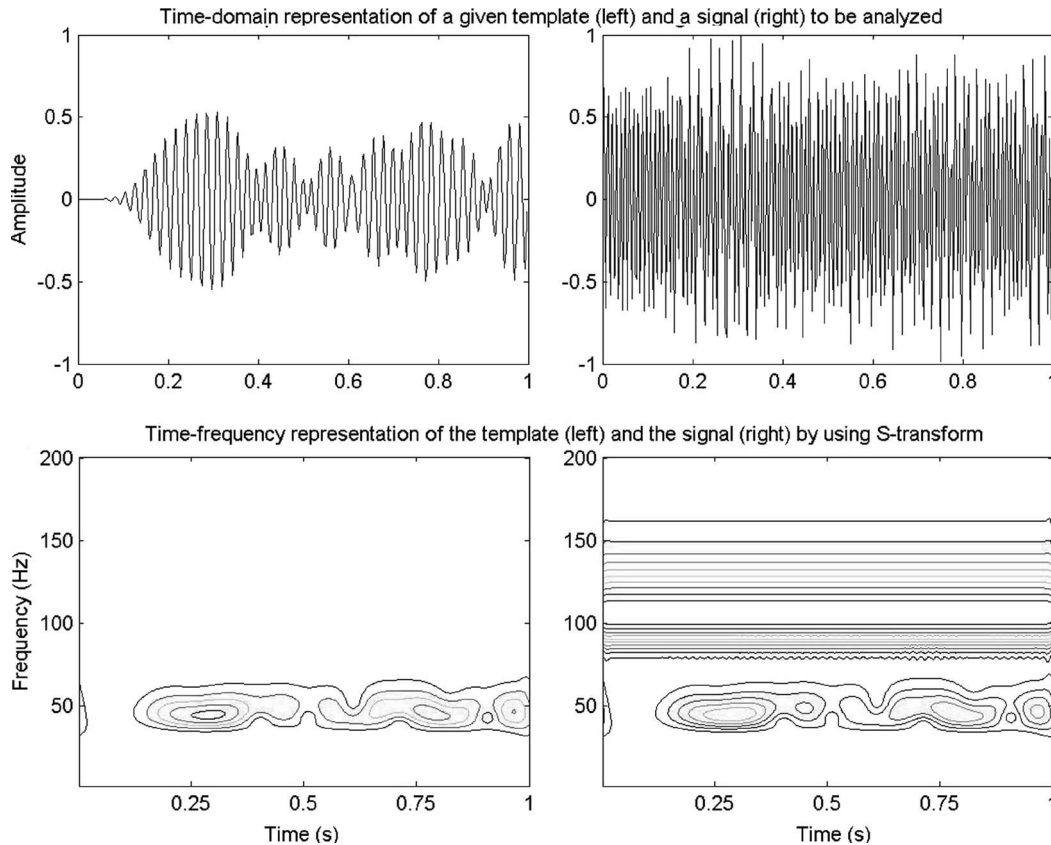 Time-domain representation of a given template (left) and a signal (right) to be analyzed
1
0.5
0
-0.5
-1
Amplitude
0 0.2 0.4 0.6 0.8 1
1
0.5
0
-0.5
-1
0 0.2 0.4 0.6 0.8 1
Time-frequency representation of the template (left) and the signal (right) by using S-transform
200
150
100
50
Frequency (Hz)
0.25 0.5 0.75 1
Time (s)
200
150
100
50
0.25 0.5 0.75 1
Time (s)